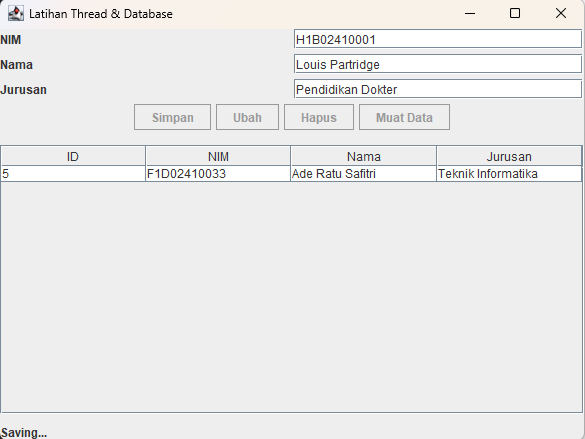 Latihan Thread & Database
NIM H1B02410001
Nama Louis Partridge
Jurusan Pendidikan Dokter
Simpan Ubah Hapus Muat Data
ID NIM Nama Jurusan
5 F1D02410033 Ade Ratu Safitri Teknik Informatika
Saving...